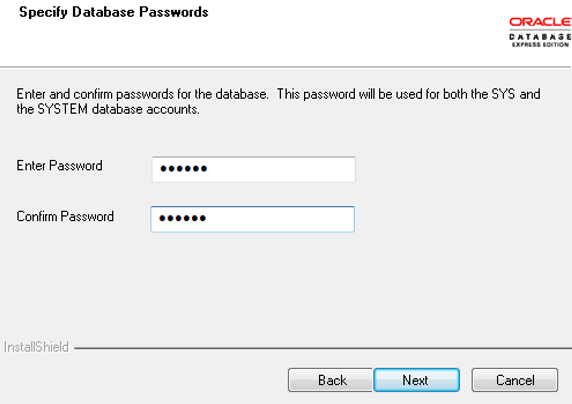 Specify Database Passwords
ORACLE
DATABASE
EXPRESS EDITION
Enter and confirm passwords for the database.  This password will be used for both the SYS and
the SYSTEM database accounts.
Enter Password ••••••
Confirm Password ••••••
InstallShield
Back Next Cancel